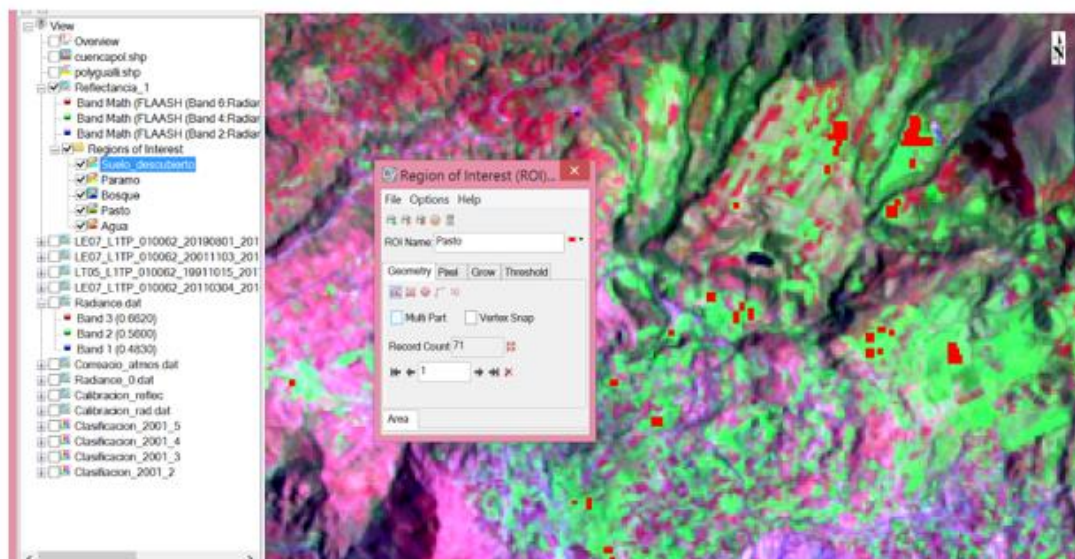 View
Overview
cuencapol.shp
polygualli.shp
Reflectancia_1
Band Math (FLAASH (Band 6:Radiar
Band Math (FLAASH (Band 4:Radiar
Band Math (FLAASH (Band 2:Radiar
Regions of Interest
Suelo_descubierto
Paramo
Bosque
Pasto
Agua
LE07_L1TP_010062_20190801_201
LE07_L1TP_010062_20011103_201
LT05_L1TP_010062_19911015_201
LE07_L1TP_010062_20110304_201
Radiance.dat
Band 3 (0.6620)
Band 2 (0.5600)
Band 1 (0.4830)
Correacio_atmos.dat
Radiance_0.dat
Calibracion_reflec
Calibracion_rad.dat
Clasificacion_2001_5
Clasificacion_2001_4
Clasificacion_2001_3
Clasifiacion_2001_2
Region of Interest (ROI)...
File Options Help
ROI Name: Pasto
Geometry Pixel Grow Threshold
Multi Part Vertex Snap
Record Count: 71
1
Area
N